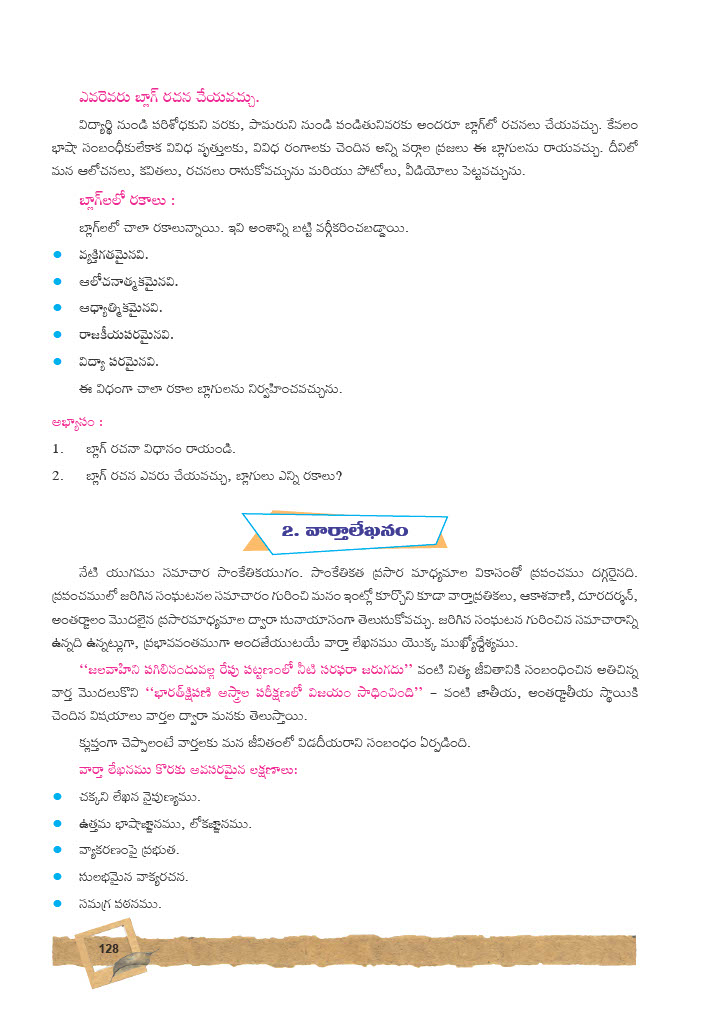 ఎవరెవరు బ్లాగ్ రచన చేయవచ్చు.
విద్యార్థి నుండి పరిశోధకుని వరకు, పామరుని నుండి పండితునివరకు అందరూ బ్లాగ్‌లో రచనలు చేయవచ్చు. కేవలం
భాషా సంబంధీకులేకాక వివిధ వృత్తులకు, వివిధ రంగాలకు చెందిన అన్ని వర్గాల ప్రజలు ఈ బ్లాగులను రాయవచ్చు. దీనిలో
మన ఆలోచనలు, కవితలు, రచనలు రాసుకోవచ్చును మరియు ఫోటోలు, వీడియోలు పెట్టవచ్చును.
బ్లాగ్‌లలో రకాలు :
బ్లాగ్‌లలో చాలా రకాలున్నాయి. ఇవి అంశాన్ని బట్టి వర్గీకరించబడ్డాయి.
• వ్యక్తిగతమైనవి.
• ఆలోచనాత్మకమైనవి.
• ఆధ్యాత్మికమైనవి.
• రాజకీయపరమైనవి.
• విద్యా పరమైనవి.
ఈ విధంగా చాలా రకాల బ్లాగులను నిర్వహించవచ్చును.
అభ్యాసం :
1. బ్లాగ్ రచనా విధానం రాయండి.
2. బ్లాగ్ రచన ఎవరు చేయవచ్చు, బ్లాగులు ఎన్ని రకాలు?
2. వార్తాలేఖనం
నేటి యుగము సమాచార సాంకేతికయుగం. సాంకేతికత ప్రసార మాధ్యమాల వికాసంతో ప్రపంచము దగ్గరైనది.
ప్రపంచములో జరిగిన సంఘటనల సమాచారం గురించి మనం ఇంట్లో కూర్చొని కూడా వార్తాప్రతికలు, ఆకాశవాణి, దూరదర్శన్,
అంతర్జాలం మొదలైన ప్రసారమాధ్యమాల ద్వారా సునాయాసంగా తెలుసుకోవచ్చు. జరిగిన సంఘటన గురించిన సమాచారాన్ని
ఉన్నది ఉన్నట్లుగా, ప్రభావవంతముగా అందజేయుటయే వార్తా లేఖనము యొక్క ముఖ్యోద్దేశ్యము.
‘‘జలవాహిని పగిలినందువల్ల రేపు పట్టణంలో నీటి సరఫరా జరుగదు’’ వంటి నిత్య జీవితానికి సంబంధించిన అతిచిన్న
వార్త మొదలుకొని ‘‘భారత్‌క్షిపణి అస్త్రాల పరీక్షణలో విజయం సాధించింది’’ – వంటి జాతీయ, అంతర్జాతీయ స్థాయికి
చెందిన విషయాలు వార్తల ద్వారా మనకు తెలుస్తాయి.
క్లుప్తంగా చెప్పాలంటే వార్తలకు మన జీవితంలో విడదీయరాని సంబంధం ఏర్పడింది.
వార్తా లేఖనము కొరకు అవసరమైన లక్షణాలు:
• చక్కని లేఖన నైపుణ్యము.
• ఉత్తమ భాషాజ్ఞానము, లోకజ్ఞానము.
• వ్యాకరణంపై ప్రభుత.
• సులభమైన వాక్యరచన.
• సమగ్ర పఠనము.
128